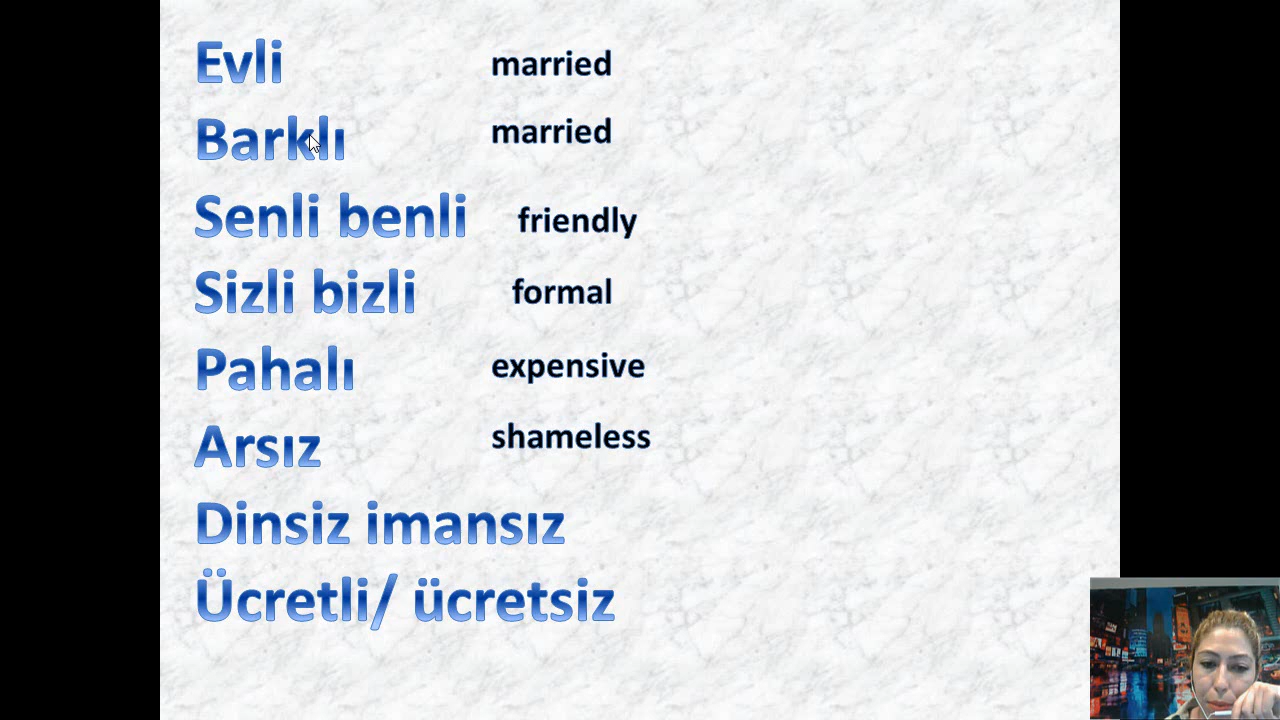 Evli married
Barklı married
Senli benli friendly
Sizli bizli formal
Pahalı expensive
Arsız shameless
Dinsiz imansız
Ücretli/ ücretsiz